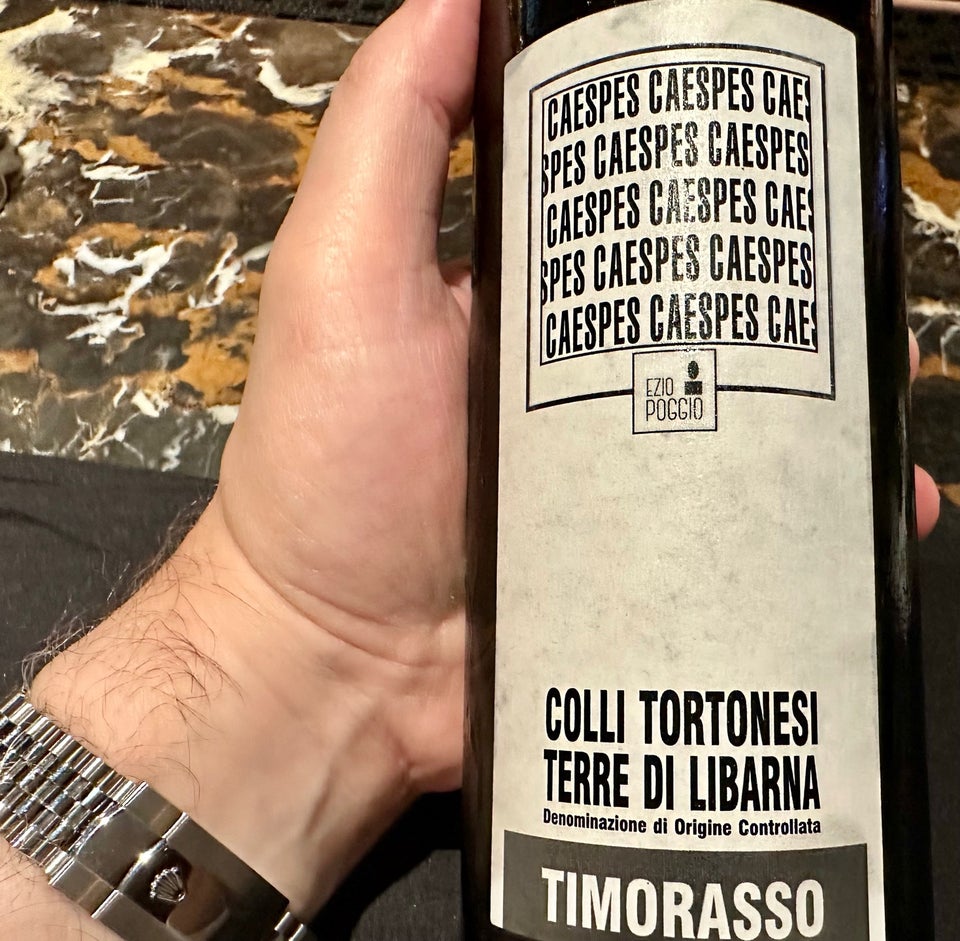 CAESPES CAESPES CAES
SPES CAESPES CAESPES
CAESPES CAESPES CAES
SPES CAESPES CAESPES
CAESPES CAESPES CAES
EZIO
POGGIO
COLLI TORTONESI
TERRE DI LIBARNA
Denominazione di Origine Controllata
TIMORASSO